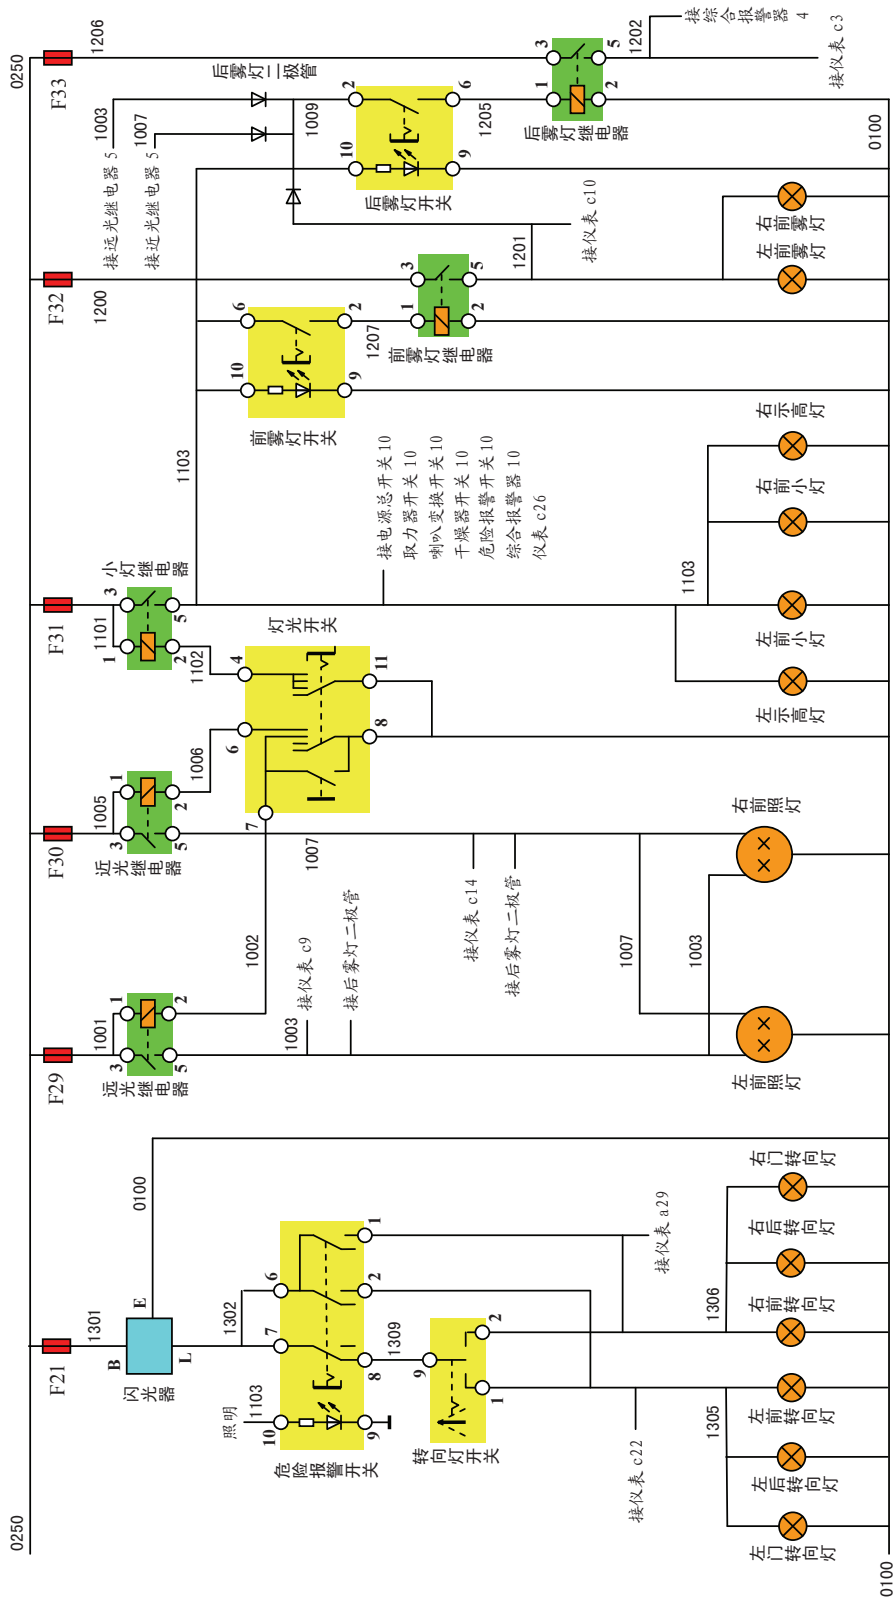 0250
0250
F21
F29
F30
F31
F32
F33
1301
B
E
L
闪光器
0100
1302
照明
1103
10
7
6
9
8
2
1
危险报警开关
1309
9
1
2
转向灯开关
接仪表 c22
接仪表 a29
1305
1306
左门转向灯
左后转向灯
左前转向灯
右前转向灯
右后转向灯
右门转向灯
1001
3
1
5
2
远光继电器
1002
1003
接仪表 c9
接后雾灯二极管
1005
3
1
5
2
近光继电器
1006
1007
接仪表 c14
接后雾灯二极管
1007
1003
左前照灯
右前照灯
1101
1
3
2
5
小灯继电器
1102
7
6
4
8
11
灯光开关
1103
接电源总开关 10
取力器开关 10
喇叭变换开关 10
干燥器开关 10
危险报警开关 10
综合报警器 10
仪表 c26
1103
左示高灯
左前小灯
右前小灯
右示高灯
1200
10
6
9
2
前雾灯开关
1207
1
3
2
5
前雾灯继电器
1201
接仪表 c10
左前雾灯
右前雾灯
接远光继电器 5
1003
接近光继电器 5
1007
后雾灯二极管
1009
10
2
9
6
后雾灯开关
1205
1206
3
1
5
2
后雾灯继电器
1202
接综合报警器 4
接仪表 c3
0100
0100